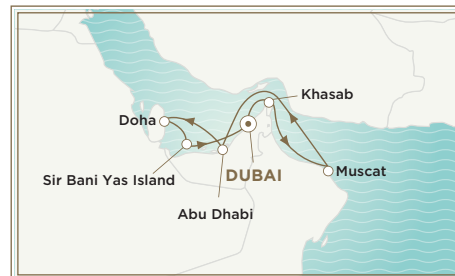 Khasab
Doha
Muscat
DUBAI
Sir Bani Yas Island
Abu Dhabi